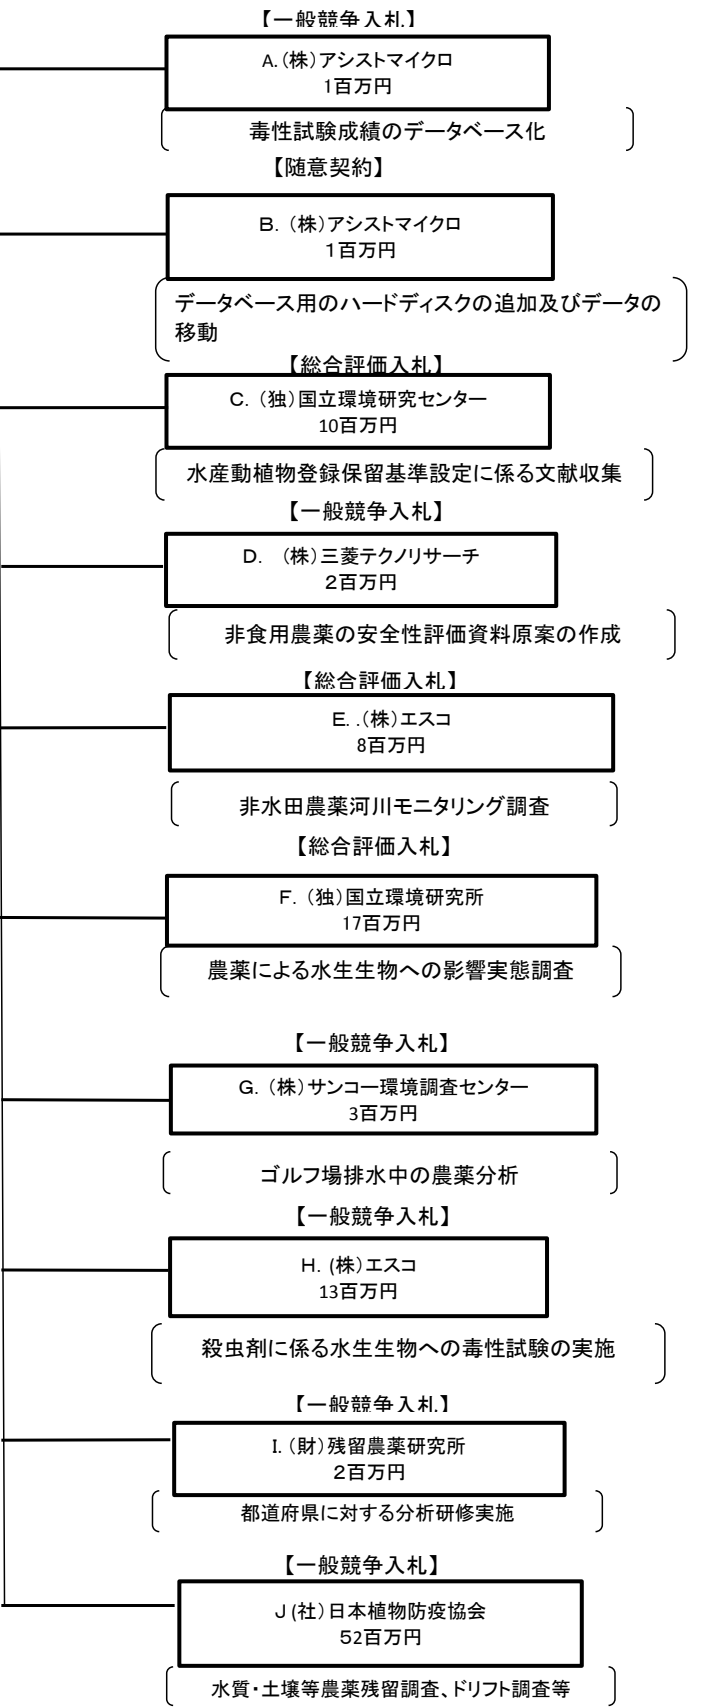 【一般競争入札】
A.（株）アシストマイクロ
1百万円
毒性試験成績のデータベース化
【随意契約】
B.（株）アシストマイクロ
1百万円
データベース用のハードディスクの追加及びデータの
移動
【総合評価入札】
C.（独）国立環境研究センター
10百万円
水産動植物登録保留基準設定に係る文献収集
【一般競争入札】
D.　（株）三菱テクノリサーチ
2百万円
非食用農薬の安全性評価資料原案の作成
【総合評価入札】
E. .（株）エスコ
8百万円
非水田農薬河川モニタリング調査
【総合評価入札】
F.（独）国立環境研究所
17百万円
農薬による水生生物への影響実態調査
【一般競争入札】
G.（株）サンコー環境調査センター
3百万円
ゴルフ場排水中の農薬分析
【一般競争入札】
H. (株）エスコ
13百万円
殺虫剤に係る水生生物への毒性試験の実施
【一般競争入札】
I.（財）残留農薬研究所
2百万円
都道府県に対する分析研修実施
【一般競争入札】
J (社）日本植物防疫協会
52百万円
水質・土壌等農薬残留調査、ドリフト調査等